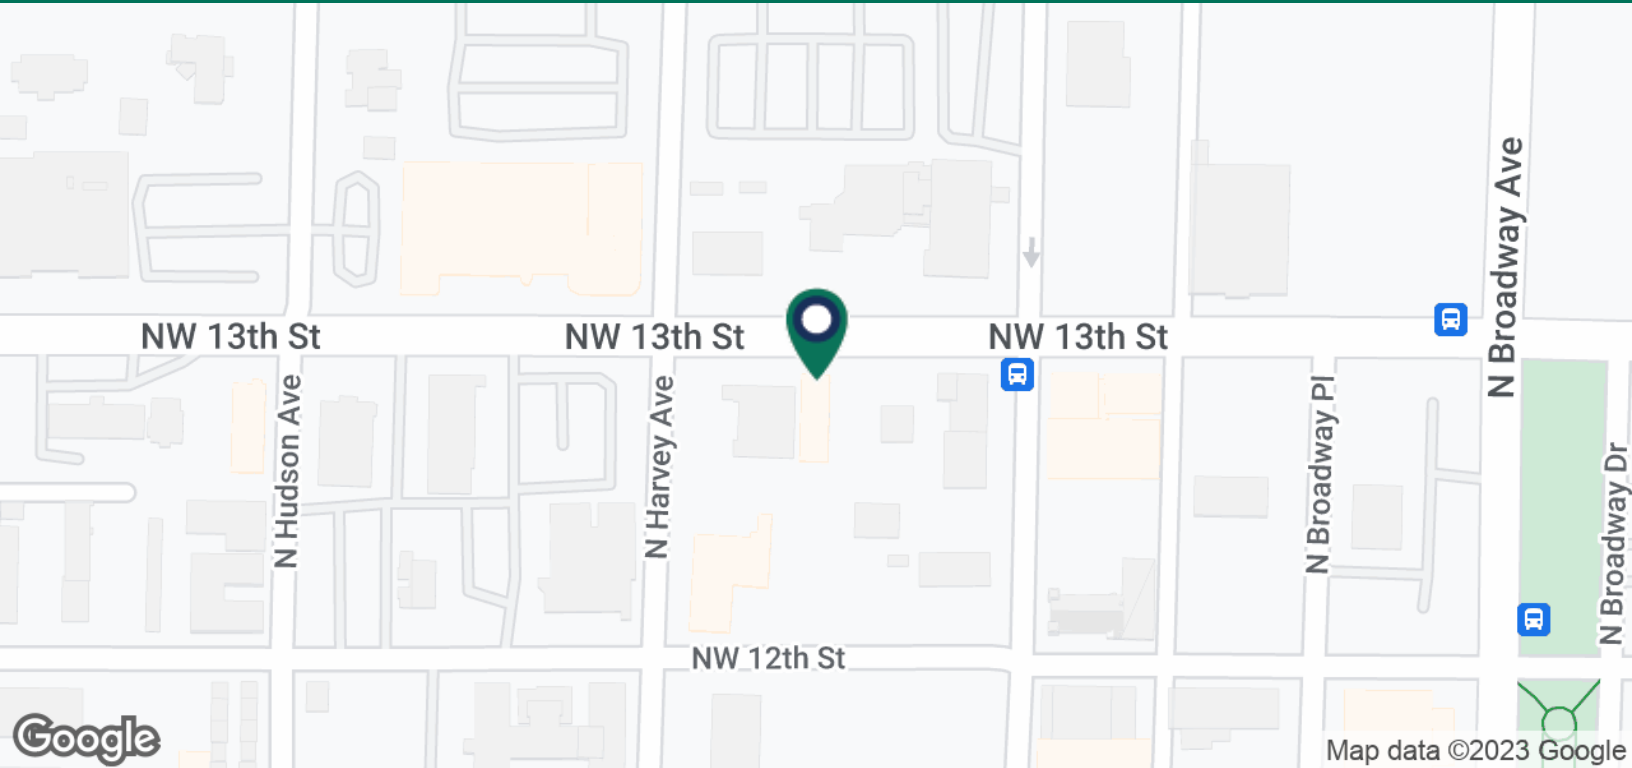 N Broadway Ave
NW 13th St
NW 13th St
NW 13th St
N Hudson Ave
N Harvey Ave
N Broadway Pl
N Broadway Dr
NW 12th St
Google
Map data ©2023 Google